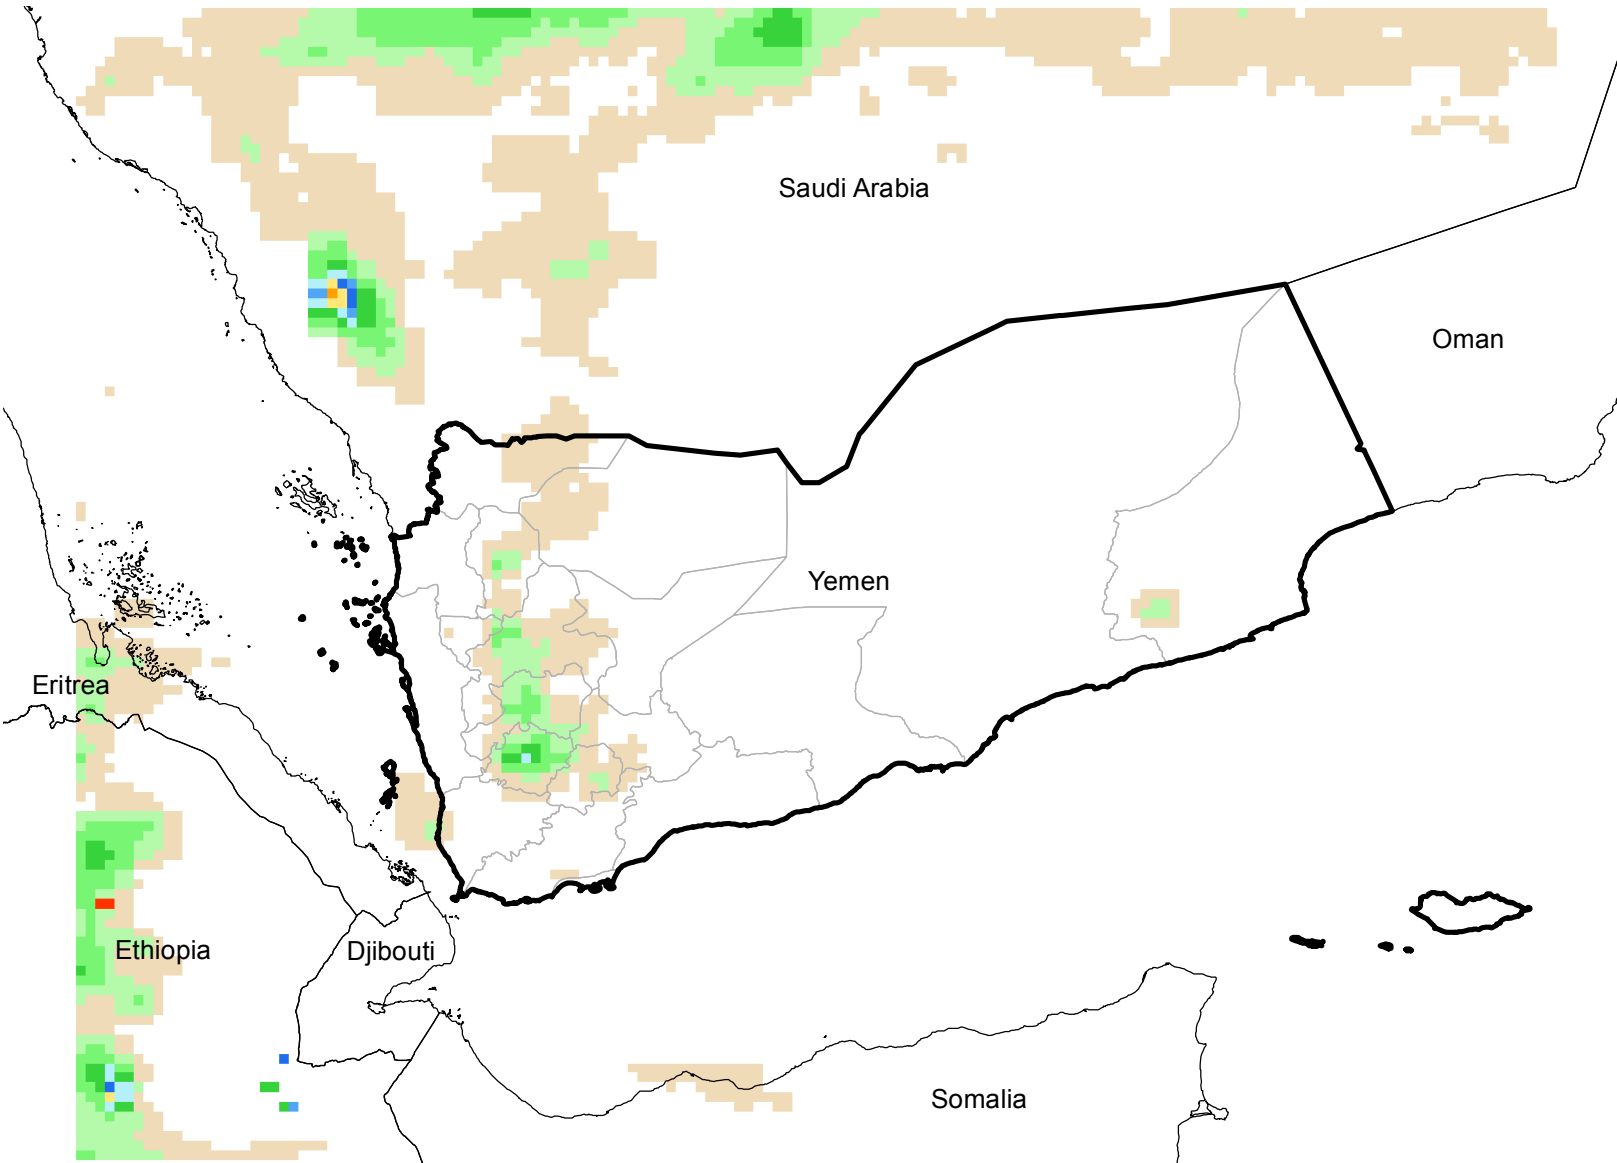 Saudi Arabia
Oman
Yemen
Eritrea
Ethiopia
Djibouti
Somalia